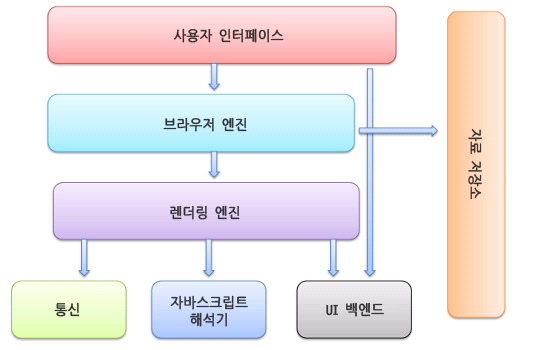 사용자 인터페이스
브라우저 엔진
자료 저장소
렌더링 엔진
통신
자바스크립트
해석기
UI 백엔드